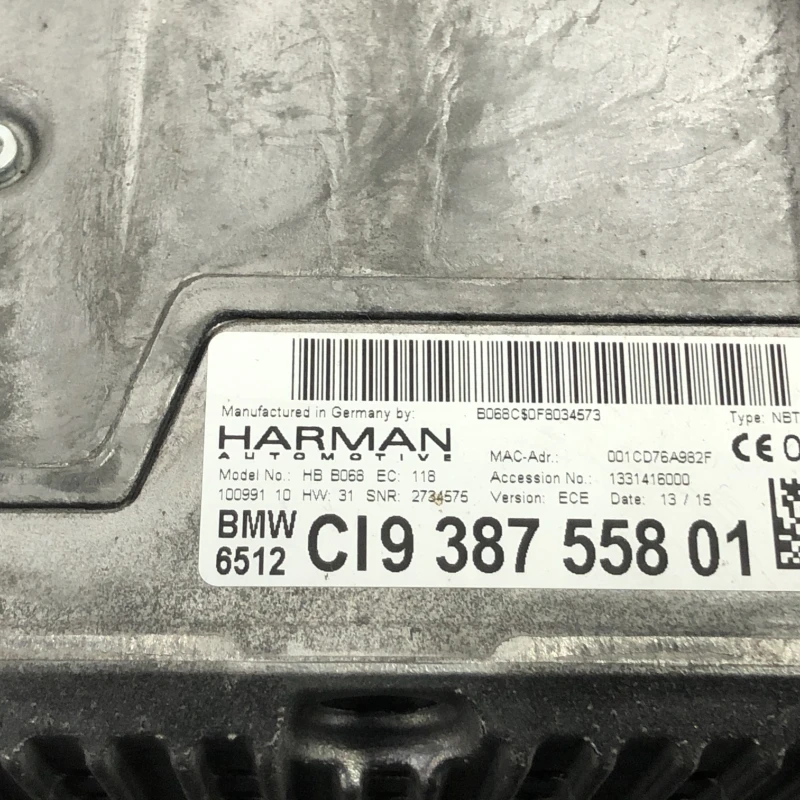 Manufactured in Germany by: B068C$0F8034573 Type: NBT
HARMAN
AUTOMOTIVE
MAC-Adr.: 001CD76A982F CE 0
Model No.: HB B068 EC: 118 Accession No.: 1331416000
100991 10 HW: 31 SNR: 2734575 Version: ECE Date: 13 / 15
BMW
6512 CI9 387 558 01